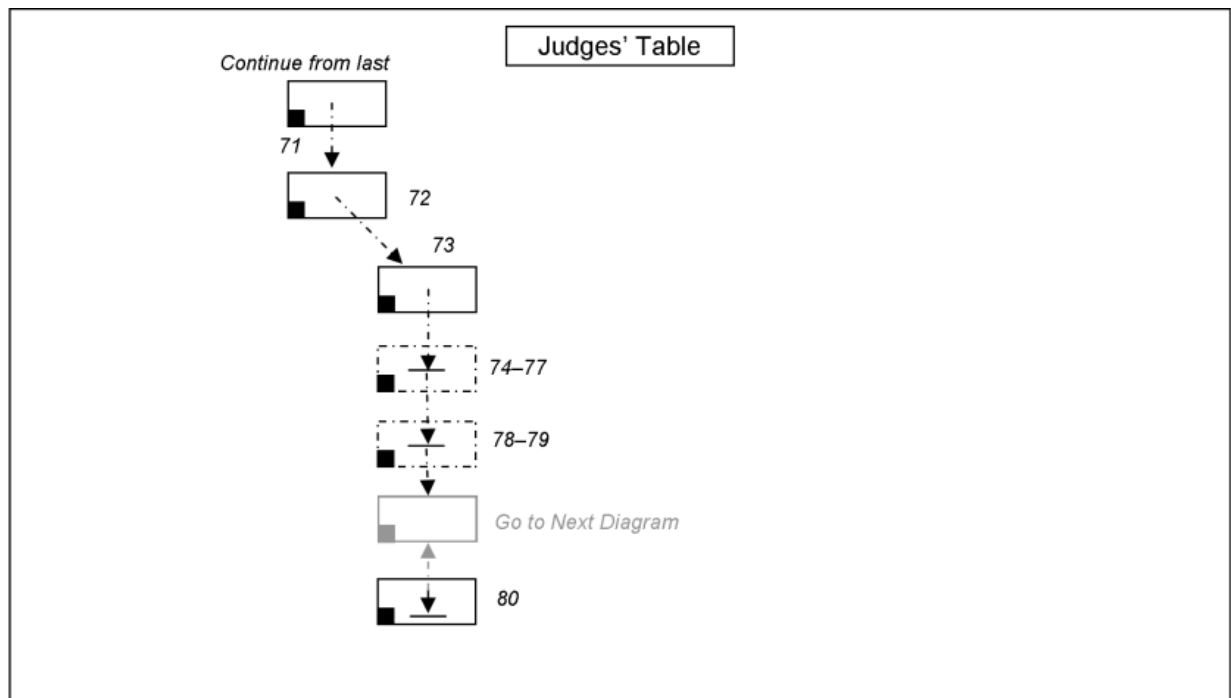 Judges’ Table
Continue from last
71
72
73
74–77
78–79
Go to Next Diagram
80